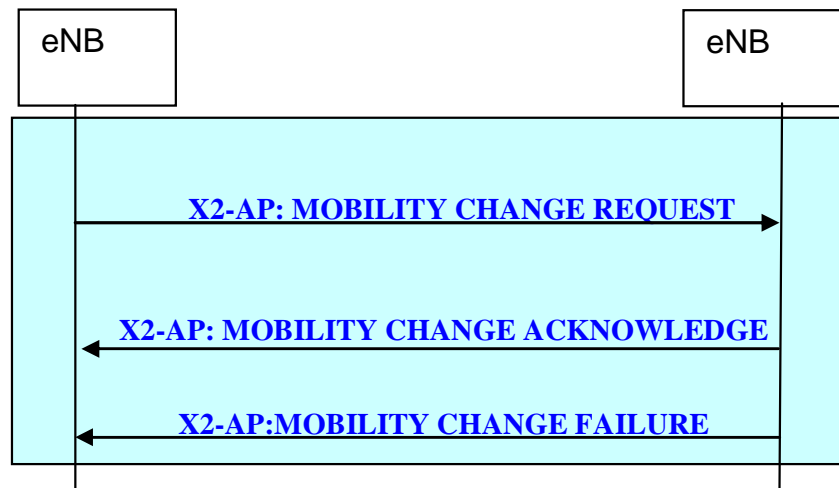 eNB
eNB
X2-AP: MOBILITY CHANGE REQUEST
X2-AP: MOBILITY CHANGE ACKNOWLEDGE
X2-AP:MOBILITY CHANGE FAILURE